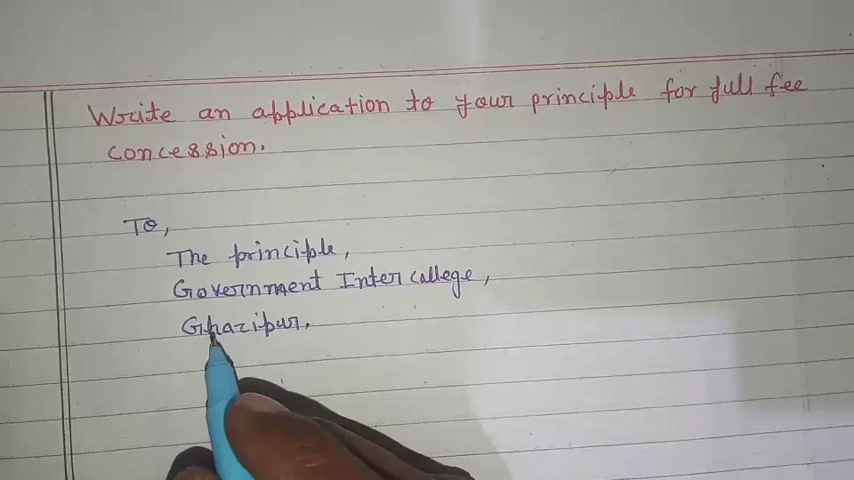 Write an application to your principle for full fee
concession.
To,
The principle,
Government Inter college,
Ghazipur.